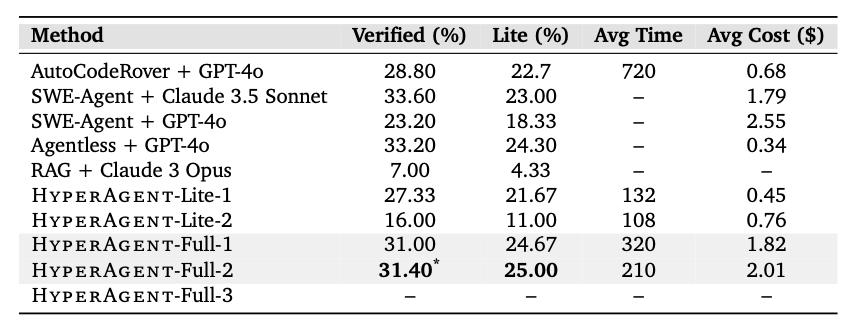 Method Verified (%) Lite (%) Avg Time Avg Cost ($)
AutoCodeRover + GPT-4o 28.80 22.7 720 0.68
SWE-Agent + Claude 3.5 Sonnet 33.60 23.00 – 1.79
SWE-Agent + GPT-4o 23.20 18.33 – 2.55
Agentless + GPT-4o 33.20 24.30 – 0.34
RAG + Claude 3 Opus 7.00 4.33 – –
HYPERAGENT-Lite-1 27.33 21.67 132 0.45
HYPERAGENT-Lite-2 16.00 11.00 108 0.76
HYPERAGENT-Full-1 31.00 24.67 320 1.82
HYPERAGENT-Full-2 31.40* 25.00 210 2.01
HYPERAGENT-Full-3 – – – –